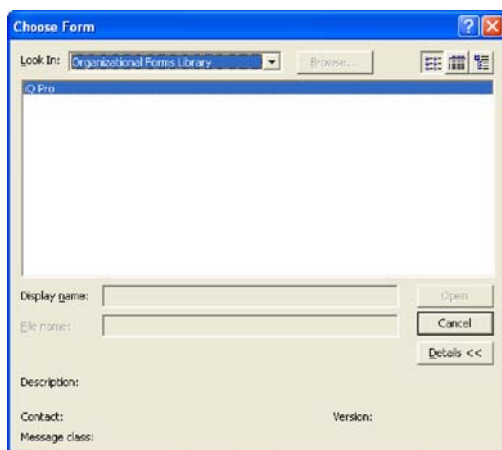 Choose Form
Look In: Organizational Forms Library Browse...
iQ Pro
Display name: Open
File name: Cancel
Details <<
Description:
Contact: Version:
Message class: